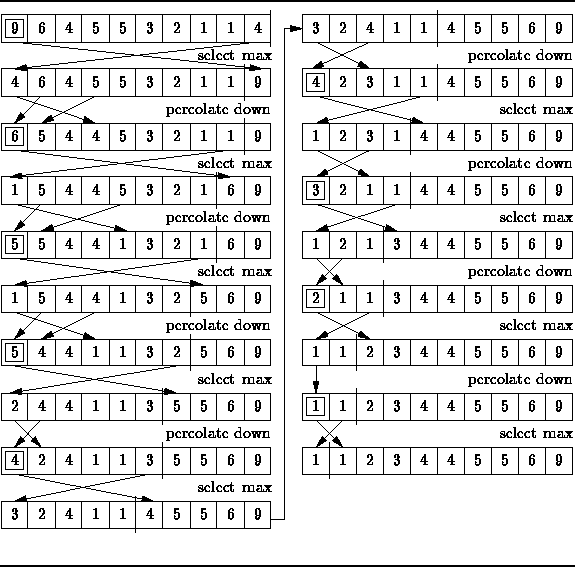 9 6 4 5 5 3 2 1 1 4
select max
4 6 4 5 5 3 2 1 1 9
percolate down
6 5 4 4 5 3 2 1 1 9
select max
1 5 4 4 5 3 2 1 6 9
percolate down
5 5 4 4 1 3 2 1 6 9
select max
1 5 4 4 1 3 2 5 6 9
percolate down
5 4 4 1 1 3 2 5 6 9
select max
2 4 4 1 1 3 5 5 6 9
percolate down
4 2 4 1 1 3 5 5 6 9
select max
3 2 4 1 1 4 5 5 6 9
3 2 4 1 1 4 5 5 6 9
percolate down
4 2 3 1 1 4 5 5 6 9
select max
1 2 3 1 4 4 5 5 6 9
percolate down
3 2 1 1 4 4 5 5 6 9
select max
1 2 1 3 4 4 5 5 6 9
percolate down
2 1 1 3 4 4 5 5 6 9
select max
1 1 2 3 4 4 5 5 6 9
percolate down
1 1 2 3 4 4 5 5 6 9
select max
1 1 2 3 4 4 5 5 6 9